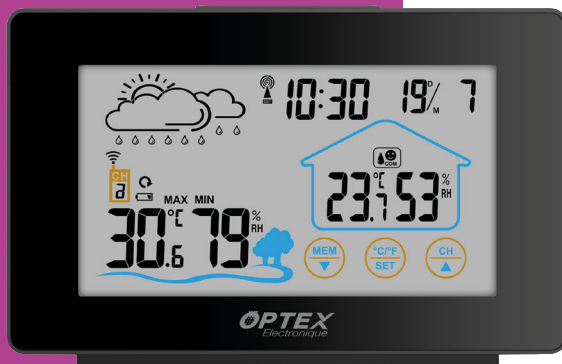 10:30 19 D/M 7
CH
a
COM
23.7 °C 53 % RH
MAX MIN
30.6 °C 79 % RH
MEM
°C/°F
SET
CH
OPTEX
Electronique